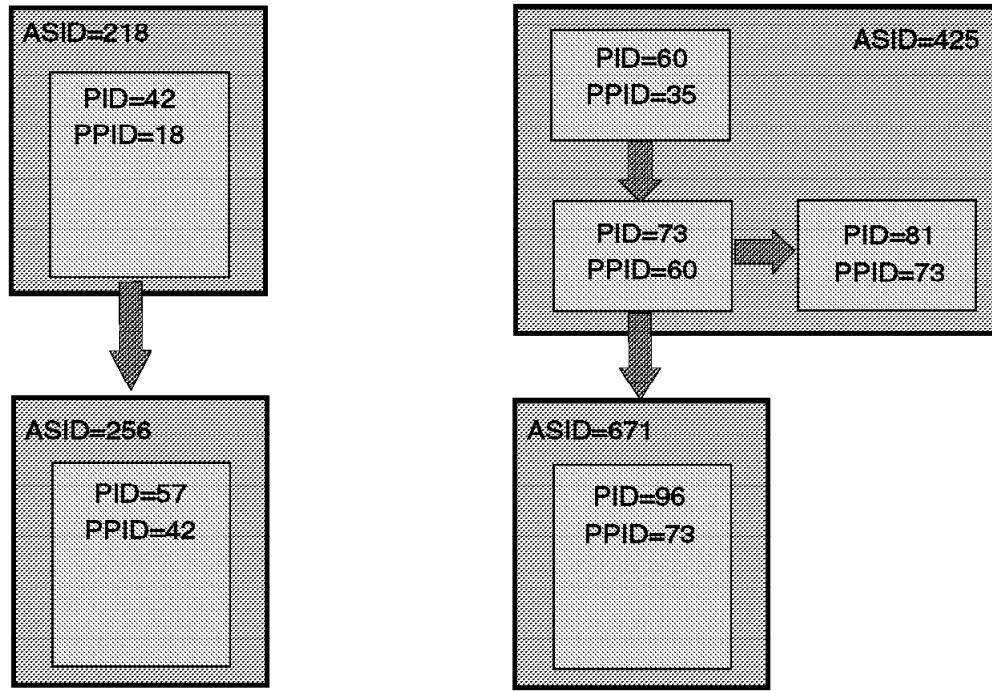 ASID=218
PID=42
PPID=18
ASID=256
PID=57
PPID=42
ASID=425
PID=60
PPID=35
PID=73
PPID=60
PID=81
PPID=73
ASID=671
PID=96
PPID=73